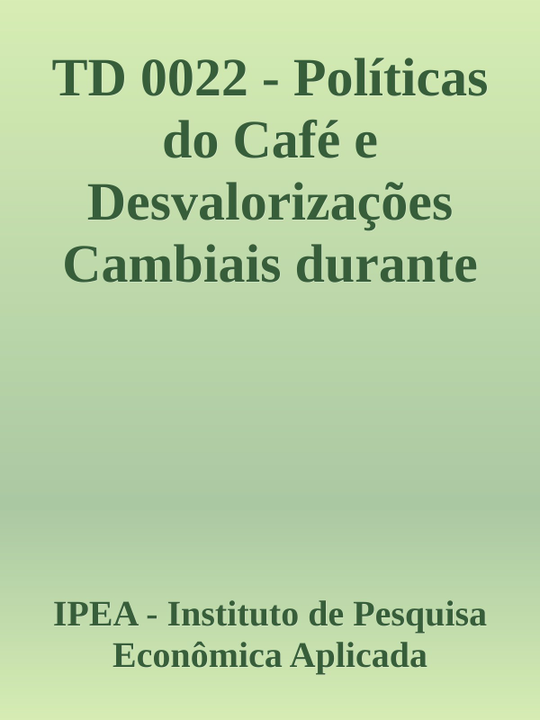 TD 0022 - Políticas
do Café e
Desvalorizações
Cambiais durante
IPEA - Instituto de Pesquisa
Econômica Aplicada